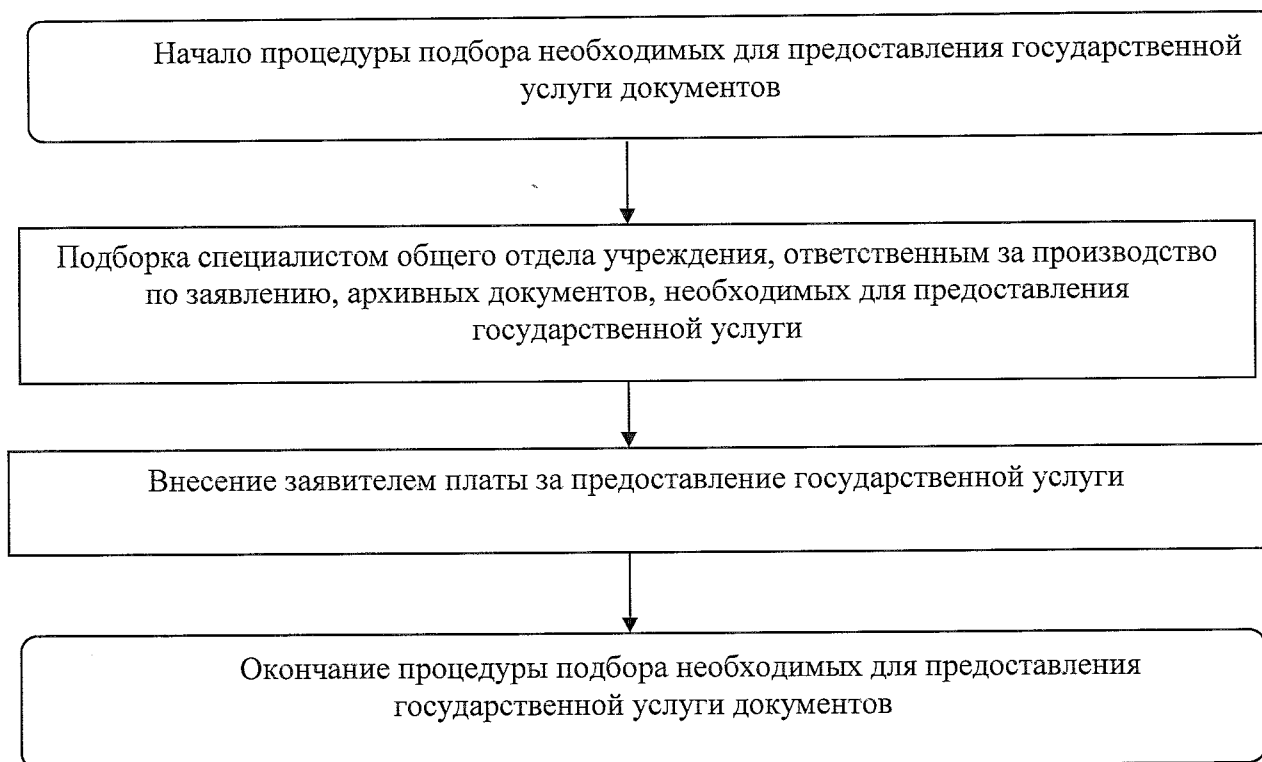 Начало процедуры подбора необходимых для предоставления государственной
услуги документов
Подборка специалистом общего отдела учреждения, ответственным за производство
по заявлению, архивных документов, необходимых для предоставления
государственной услуги
Внесение заявителем платы за предоставление государственной услуги
Окончание процедуры подбора необходимых для предоставления
государственной услуги документов